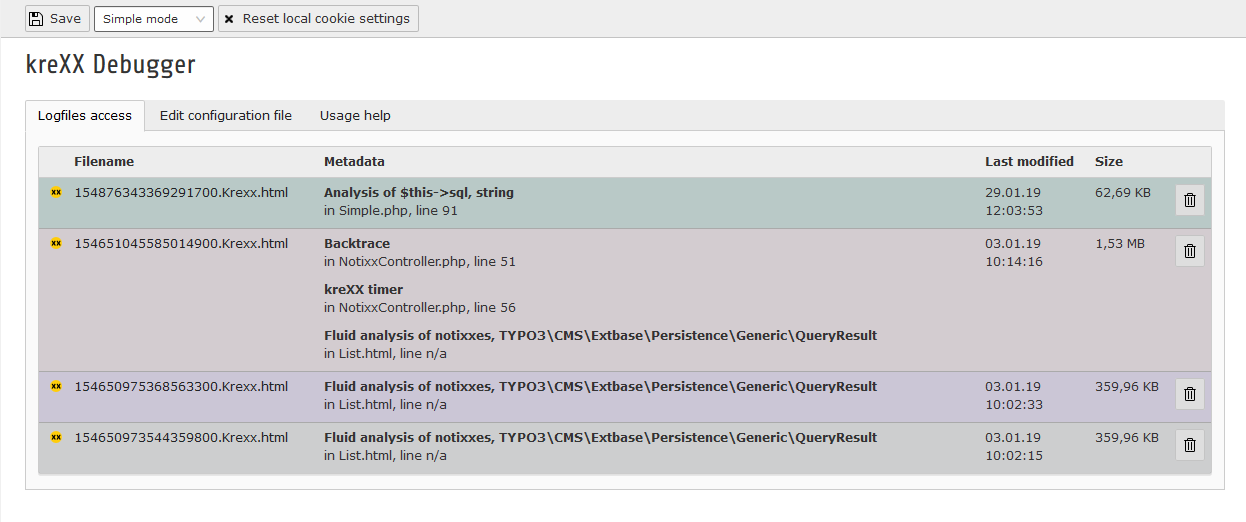 Save Simple mode Reset local cookie settings
kreXX Debugger
Logfiles access Edit configuration file Usage help
Filename Metadata Last modified Size
xx 154876343369291700.Krexx.html Analysis of $this->sql, string 29.01.19 62,69 KB
in Simple.php, line 91 12:03:53
xx 154651045585014900.Krexx.html Backtrace 03.01.19 1,53 MB
in NotixxController.php, line 51 10:14:16
kreXX timer
in NotixxController.php, line 56
Fluid analysis of notixxes, TYPO3\CMS\Extbase\Persistence\Generic\QueryResult
in List.html, line n/a
xx 154650975368563300.Krexx.html Fluid analysis of notixxes, TYPO3\CMS\Extbase\Persistence\Generic\QueryResult 03.01.19 359,96 KB
in List.html, line n/a 10:02:33
xx 154650973544359800.Krexx.html Fluid analysis of notixxes, TYPO3\CMS\Extbase\Persistence\Generic\QueryResult 03.01.19 359,96 KB
in List.html, line n/a 10:02:15